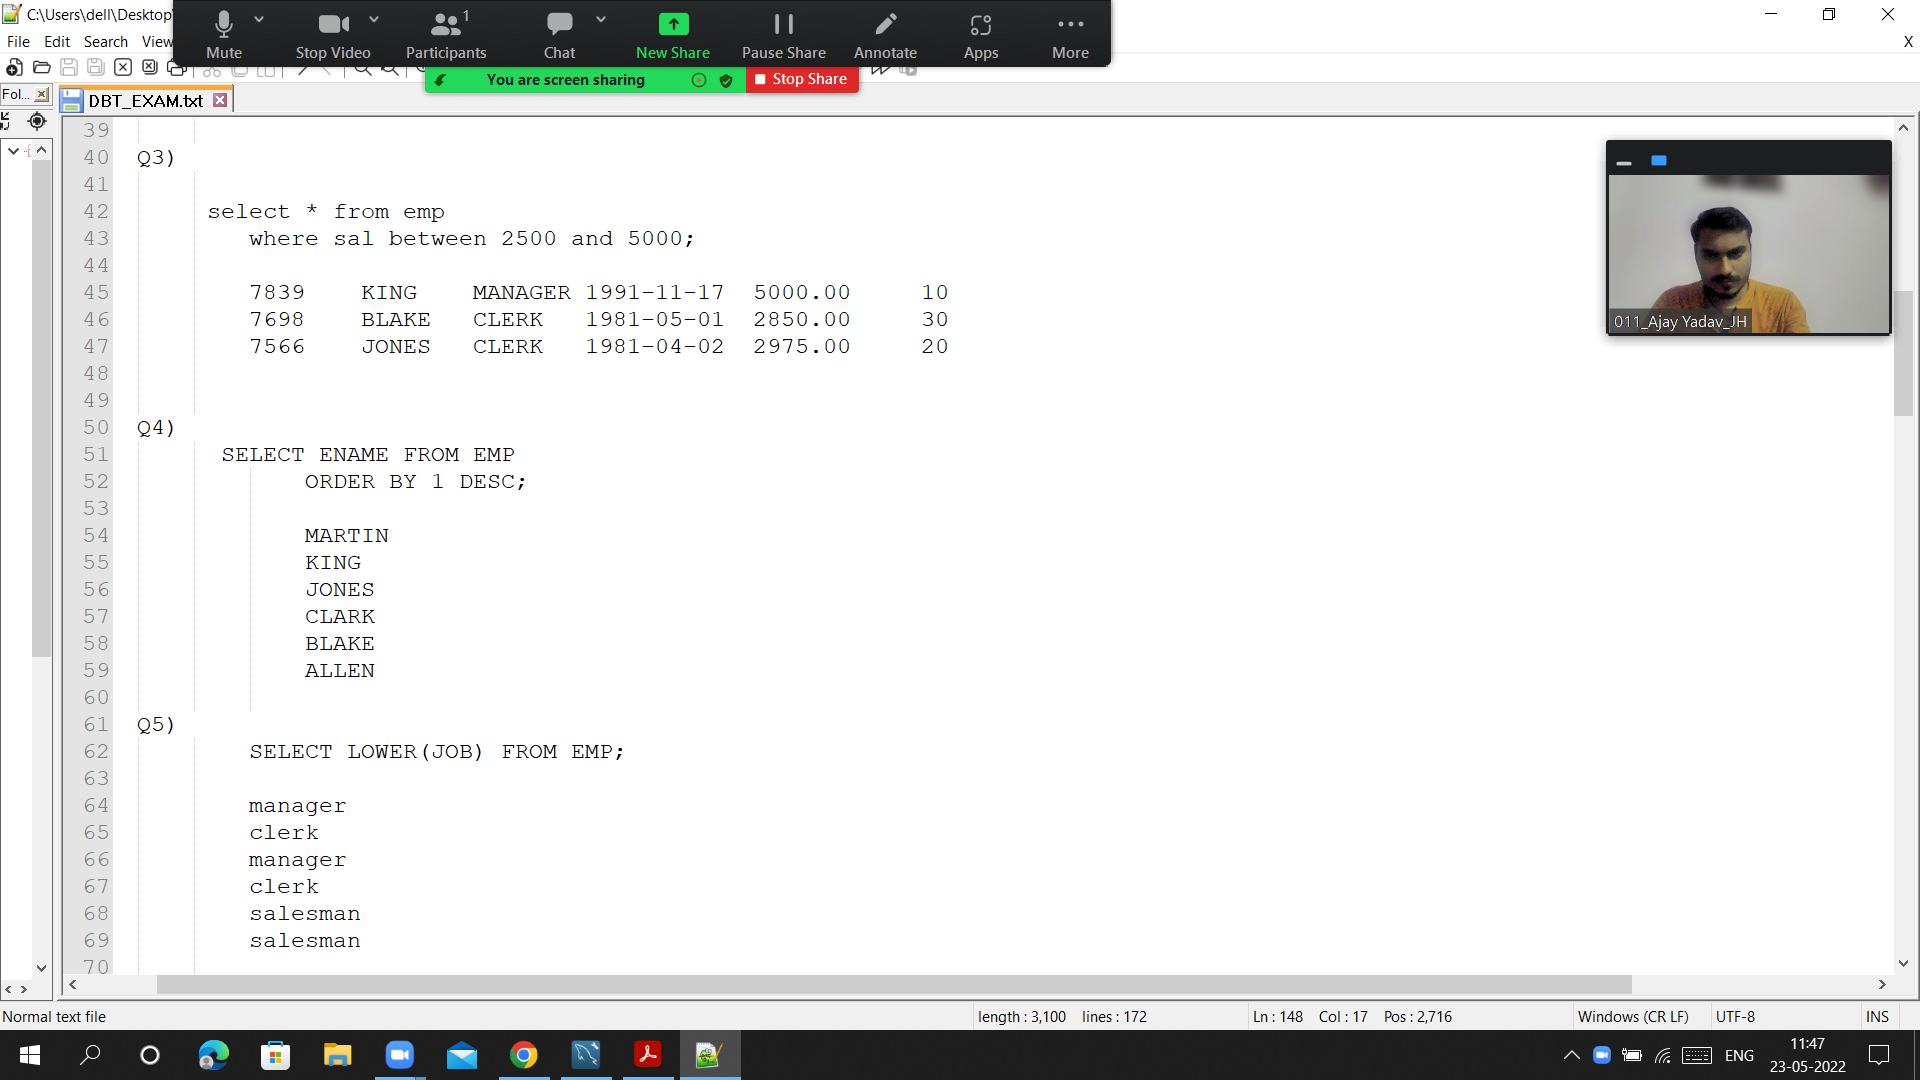 C:\Users\dell\Desktop\
File Edit Search View
X
Mute
Stop Video
1
Participants
Chat
New Share
Pause Share
Annotate
Apps
More
You are screen sharing
Stop Share
Fol...
DBT_EXAM.txt
39
40 Q3)
41
42 select * from emp
43 where sal between 2500 and 5000;
44
45 7839 KING MANAGER 1991-11-17 5000.00 10
46 7698 BLAKE CLERK 1981-05-01 2850.00 30
47 7566 JONES CLERK 1981-04-02 2975.00 20
48
49
50 Q4)
51 SELECT ENAME FROM EMP
52 ORDER BY 1 DESC;
53
54 MARTIN
55 KING
56 JONES
57 CLARK
58 BLAKE
59 ALLEN
60
61 Q5)
62 SELECT LOWER(JOB) FROM EMP;
63
64 manager
65 clerk
66 manager
67 clerk
68 salesman
69 salesman
70
011_Ajay Yadav_JH
Normal text file
length : 3,100 lines : 172
Ln : 148 Col : 17 Pos : 2,716
Windows (CR LF)
UTF-8
INS
ENG
11:47
23-05-2022